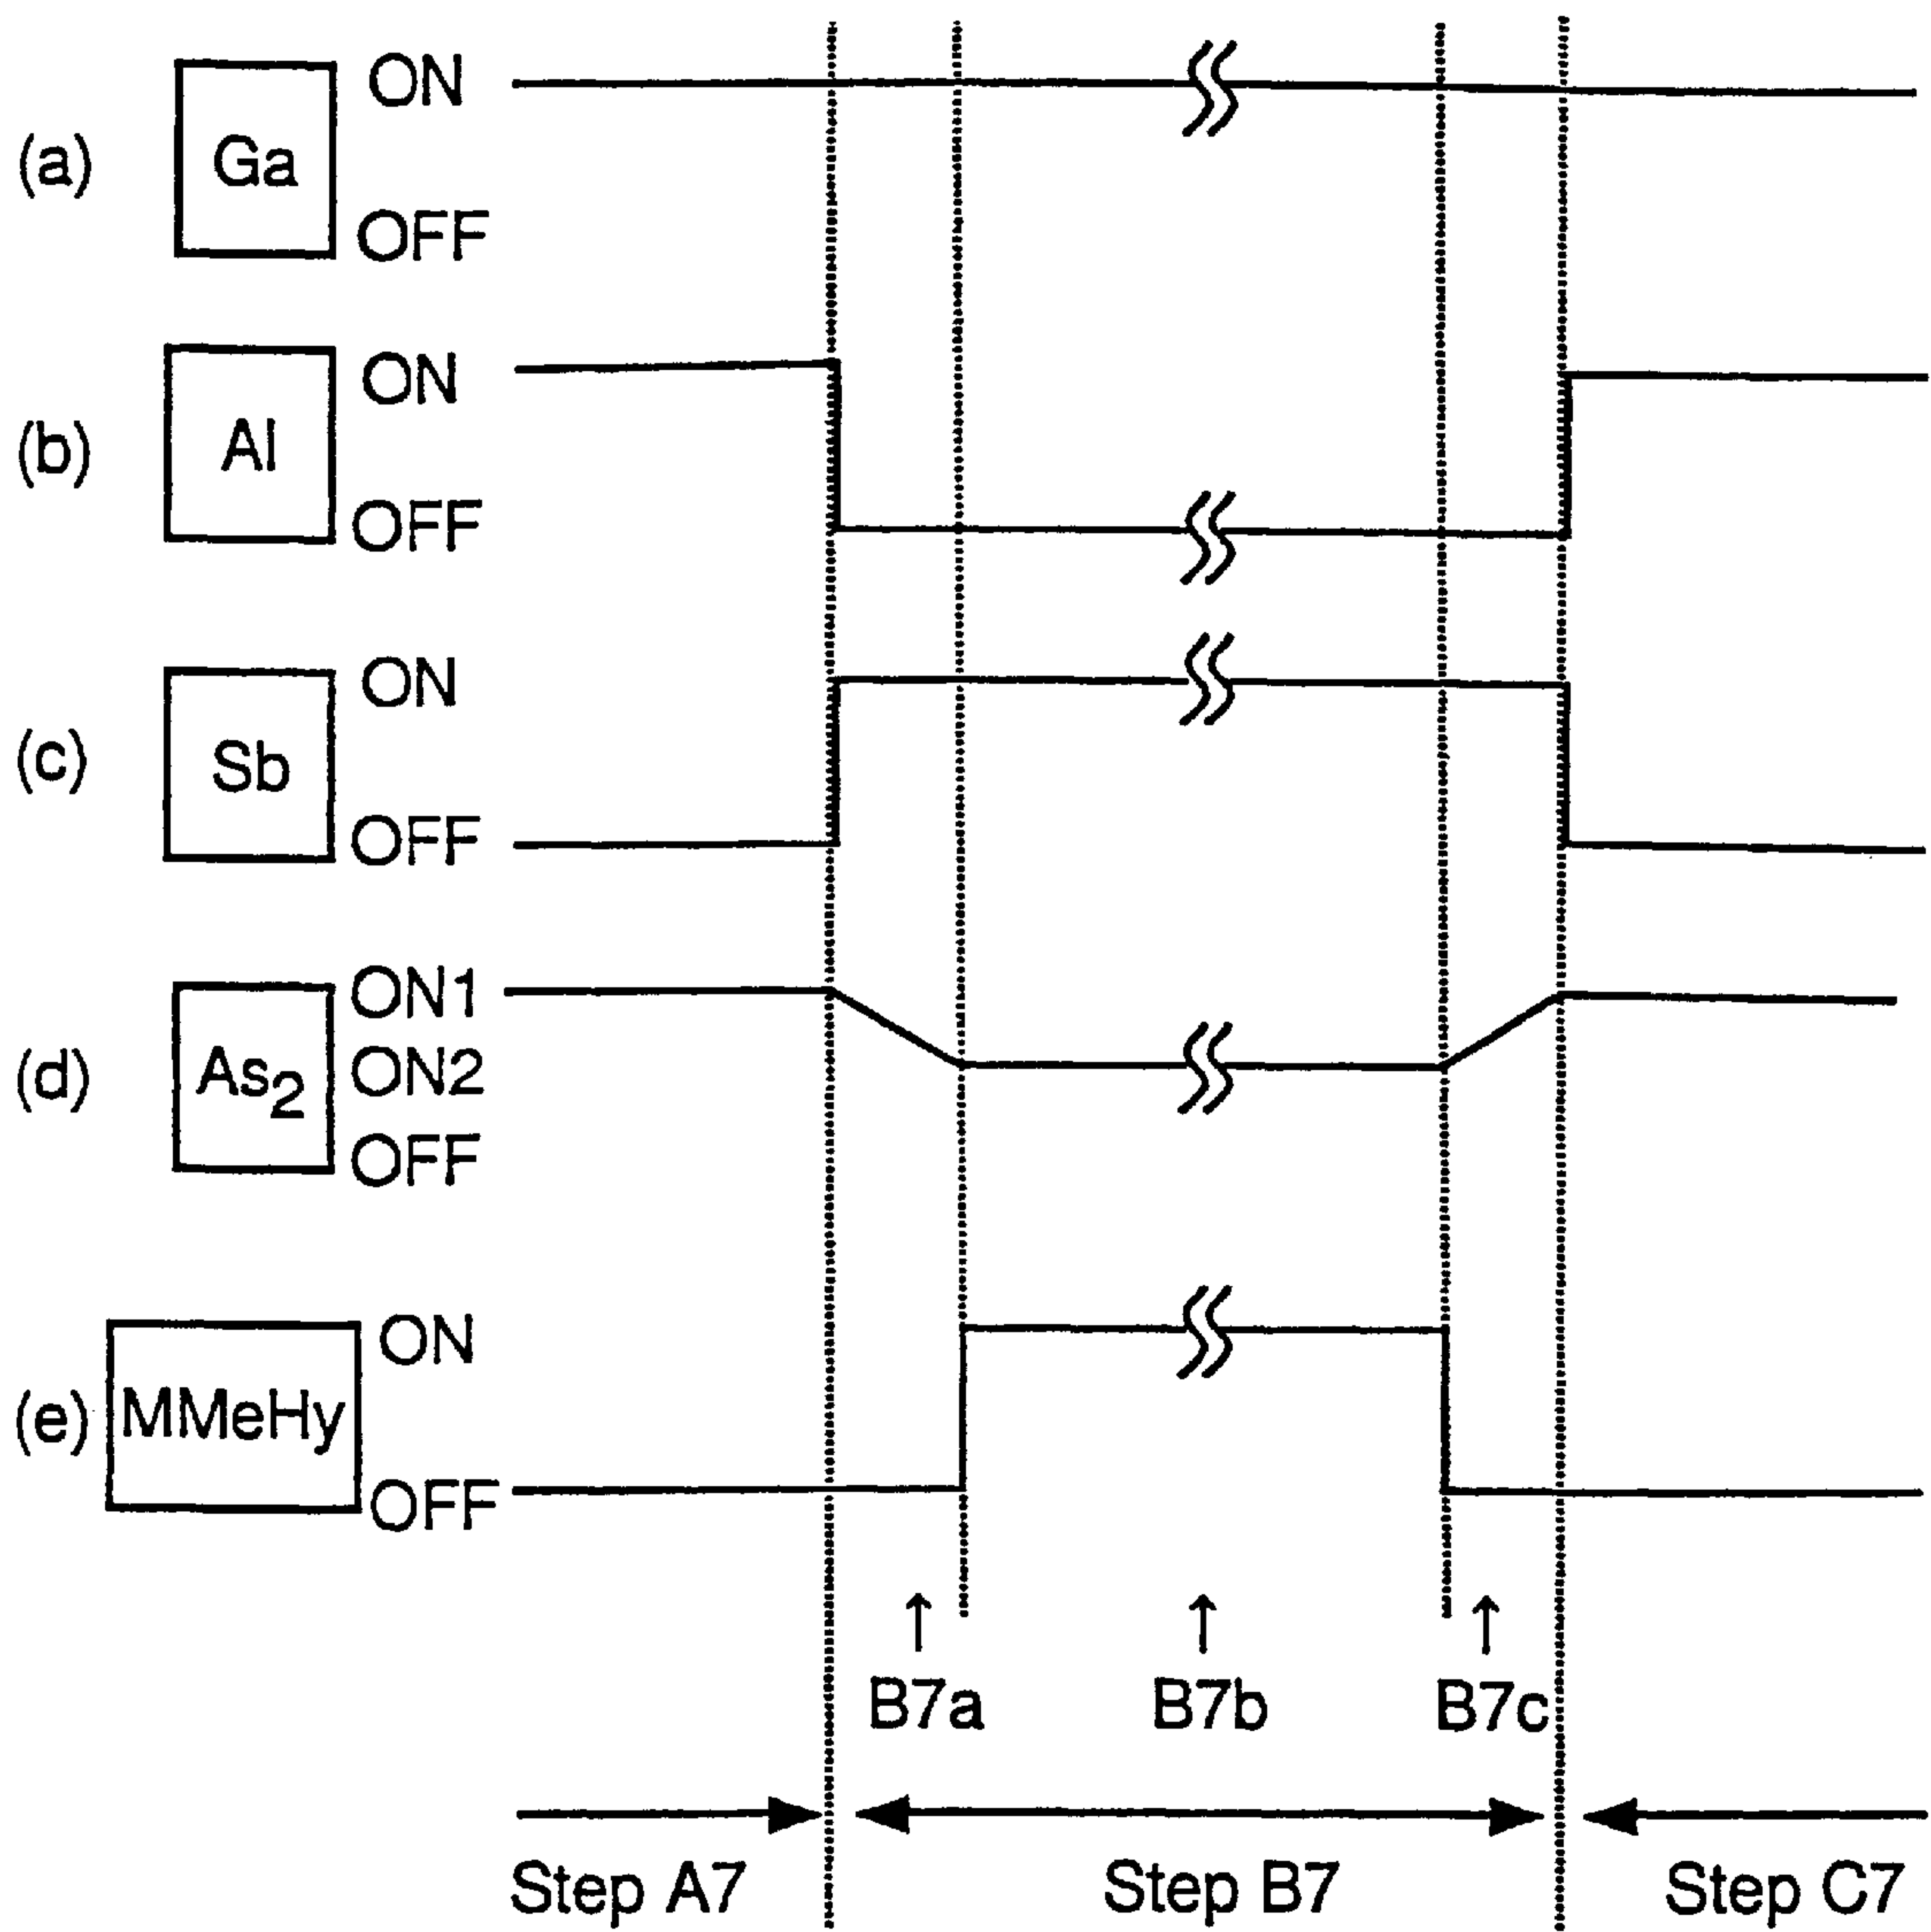 ON
(a) Ga
OFF
ON
(b) Al
OFF
ON
(c) Sb
OFF
ON1
(d) As2 ON2
OFF
ON
(e) MMeHy
OFF
↑ ↑ ↑
B7a B7b B7c
Step A7 Step B7 Step C7